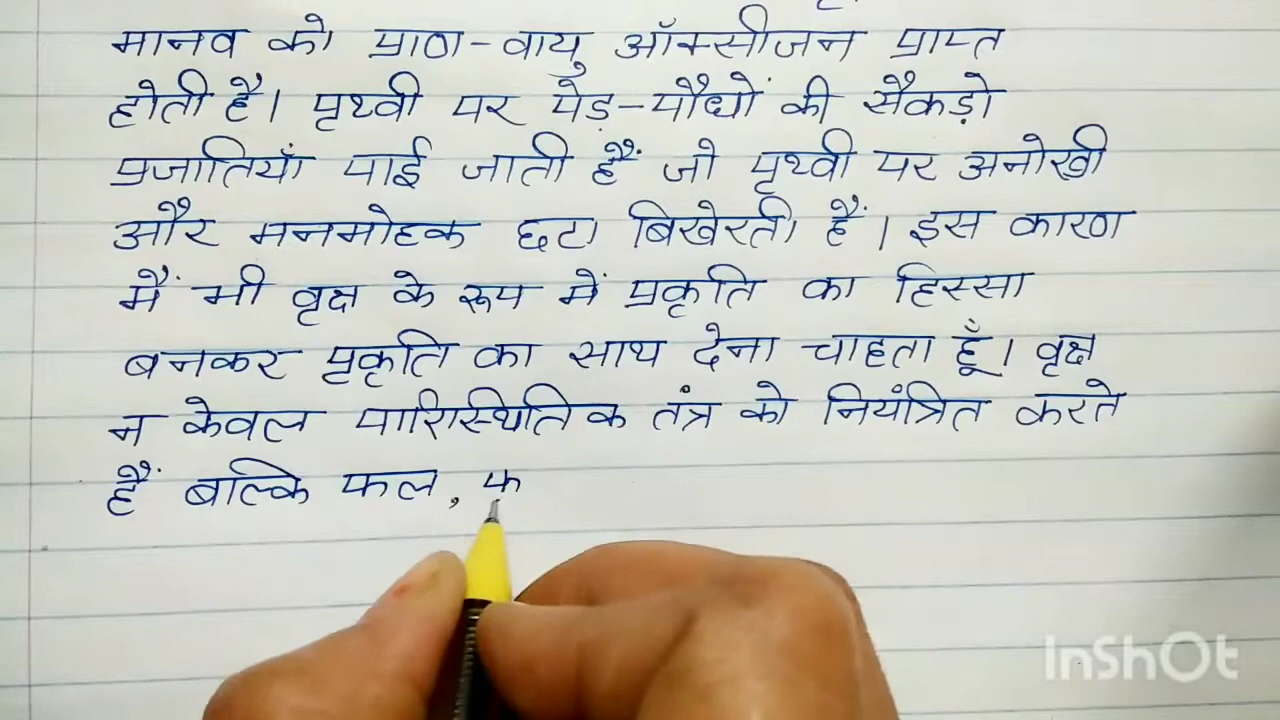 मानव को प्राण-वायु ऑक्सीजन प्राप्त
होती है। पृथ्वी पर पेड़-पौधों की सैकड़ो
प्रजातियाँ पाई जाती हैं जो पृथ्वी पर अनोखी
और मनमोहक छटा बिखेरती हैं। इस कारण
मैं भी वृक्ष के रूप में प्रकृति का हिस्सा
बनकर प्रकृति का साथ देना चाहता हूँ। वृक्ष
न केवल पारिस्थितिक तंत्र को नियंत्रित करते
हैं बल्कि फल, फ
InShOt